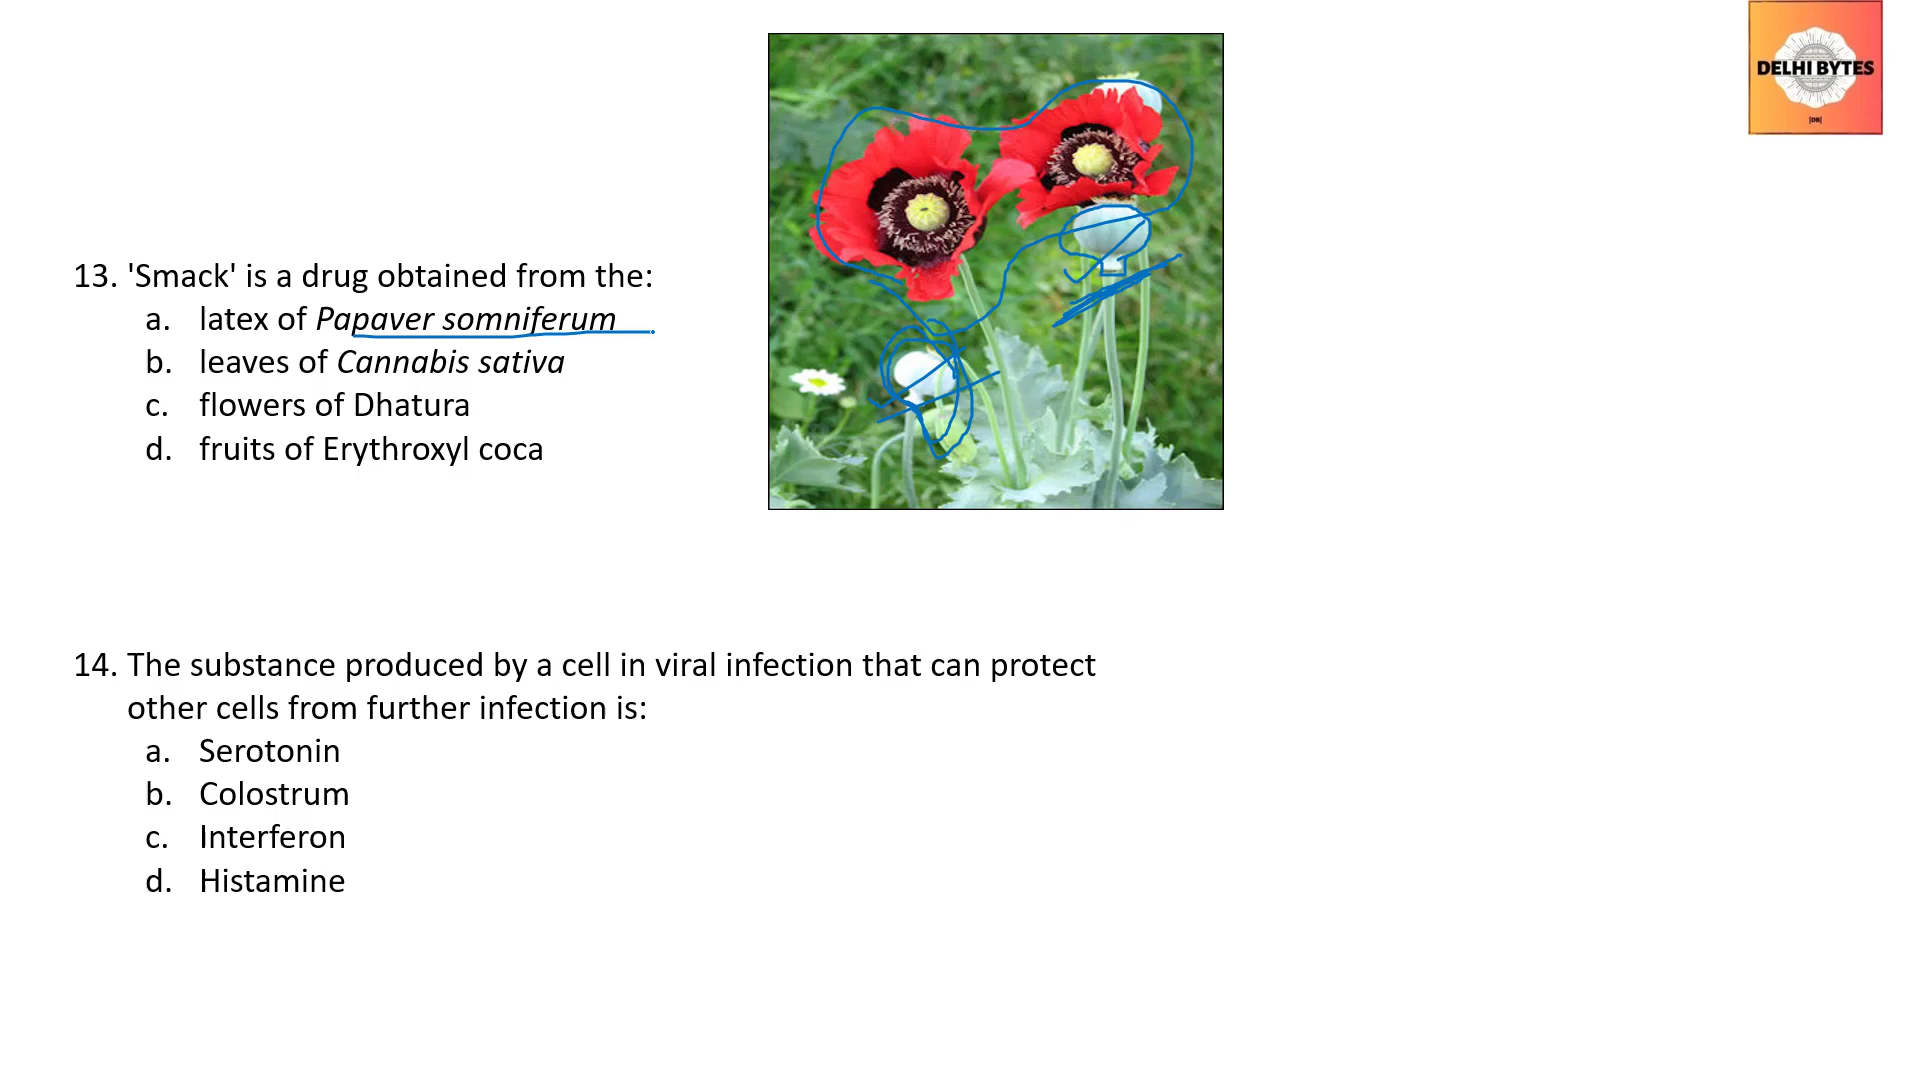 DELHI BYTES
|DB|
13. 'Smack' is a drug obtained from the:
a. latex of Papaver somniferum
b. leaves of Cannabis sativa
c. flowers of Dhatura
d. fruits of Erythroxyl coca
14. The substance produced by a cell in viral infection that can protect
other cells from further infection is:
a. Serotonin
b. Colostrum
c. Interferon
d. Histamine